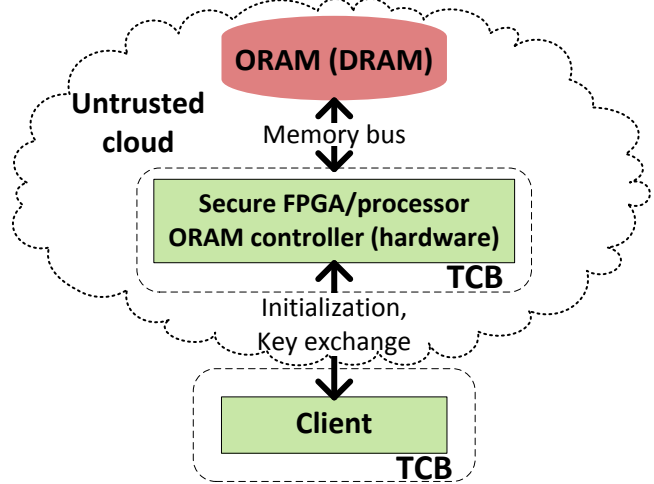 ORAM (DRAM)
Untrusted
cloud
Memory bus
Secure FPGA/processor
ORAM controller (hardware)
TCB
Initialization,
Key exchange
Client
TCB